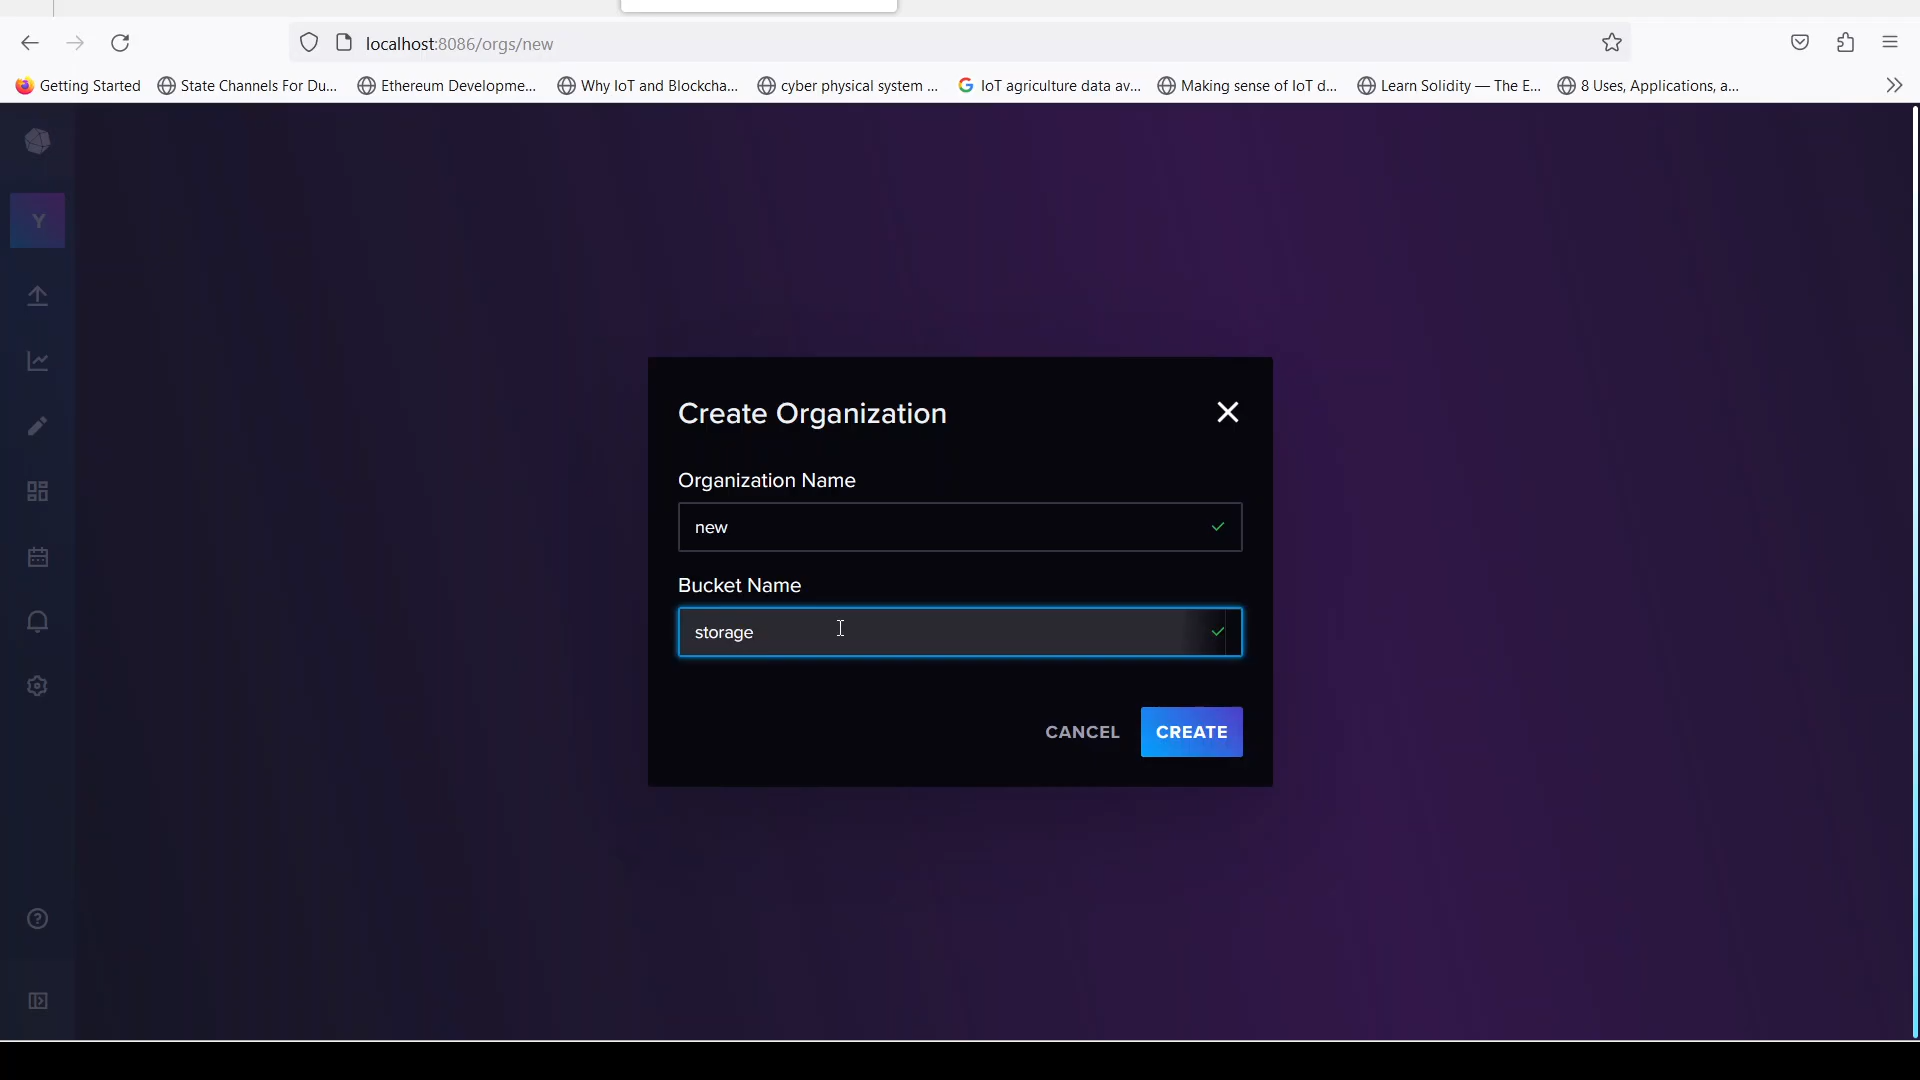 localhost:8086/orgs/new
Getting Started State Channels For Du... Ethereum Developme... Why IoT and Blockcha... cyber physical system ... IoT agriculture data av... Making sense of IoT d... Learn Solidity — The E... 8 Uses, Applications, a...
Y
Create Organization
Organization Name
new
Bucket Name
storage
CANCEL CREATE